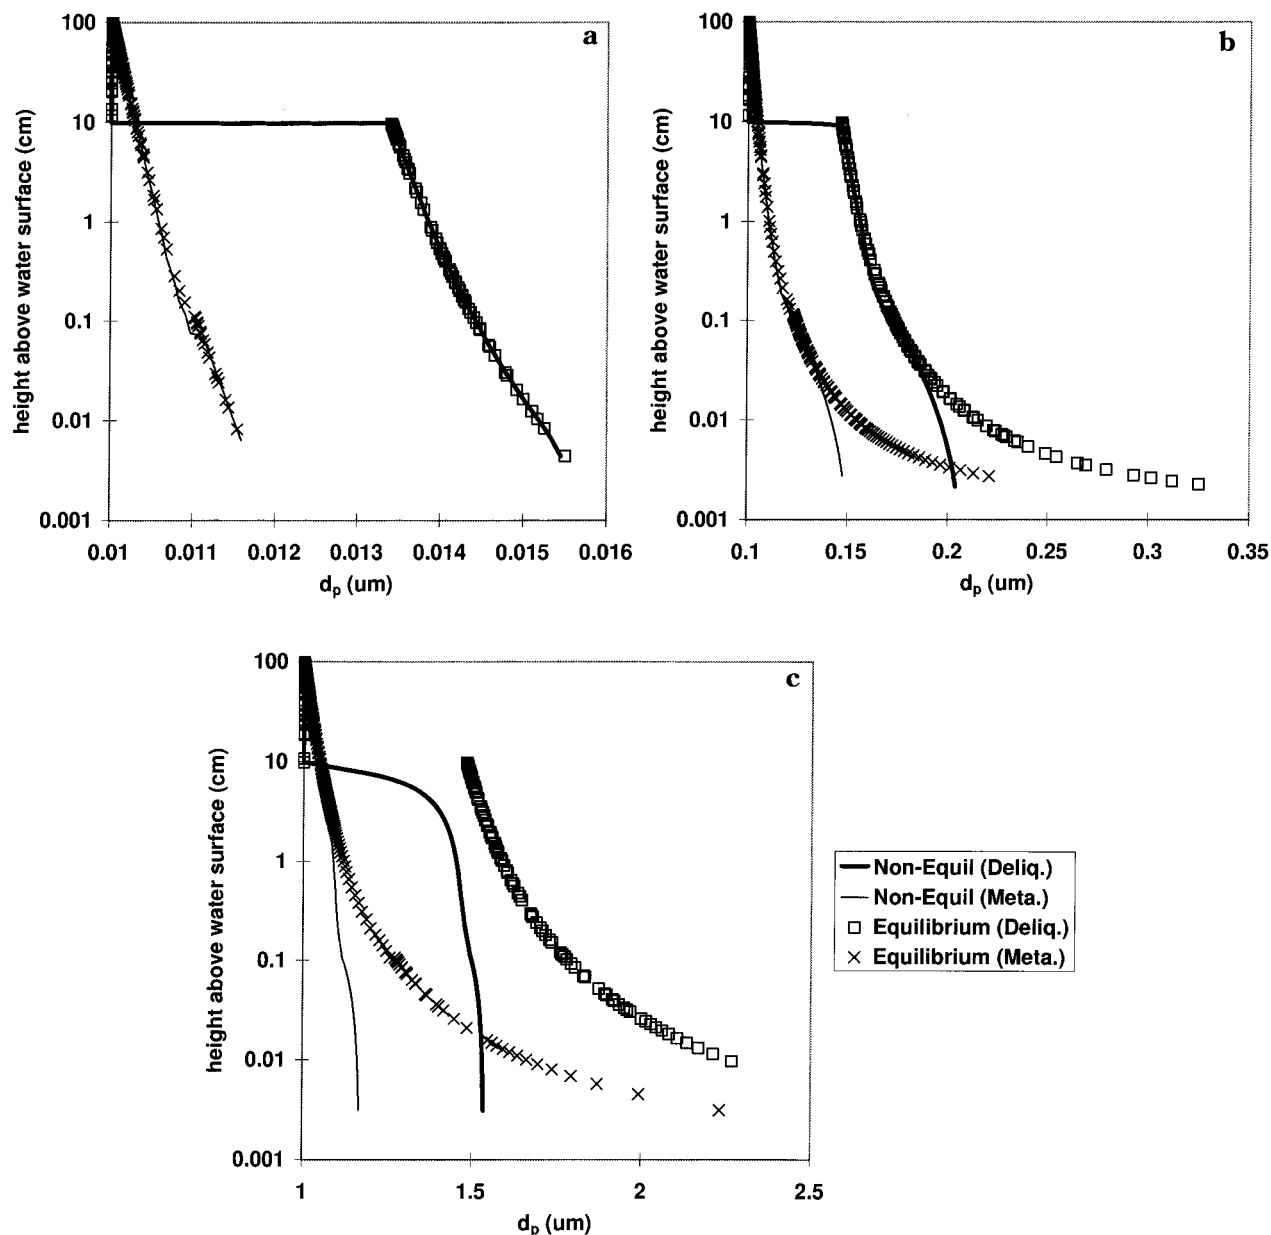 a
height above water surface (cm)
100
10
1
0.1
0.01
0.001
0.01 0.011 0.012 0.013 0.014 0.015 0.016
dp (um)
b
height above water surface (cm)
100
10
1
0.1
0.01
0.001
0.1 0.15 0.2 0.25 0.3 0.35
dp (um)
c
height above water surface (cm)
100
10
1
0.1
0.01
0.001
1 1.5 2 2.5
dp (um)
Non-Equil (Deliq.)
Non-Equil (Meta.)
Equilibrium (Deliq.)
Equilibrium (Meta.)